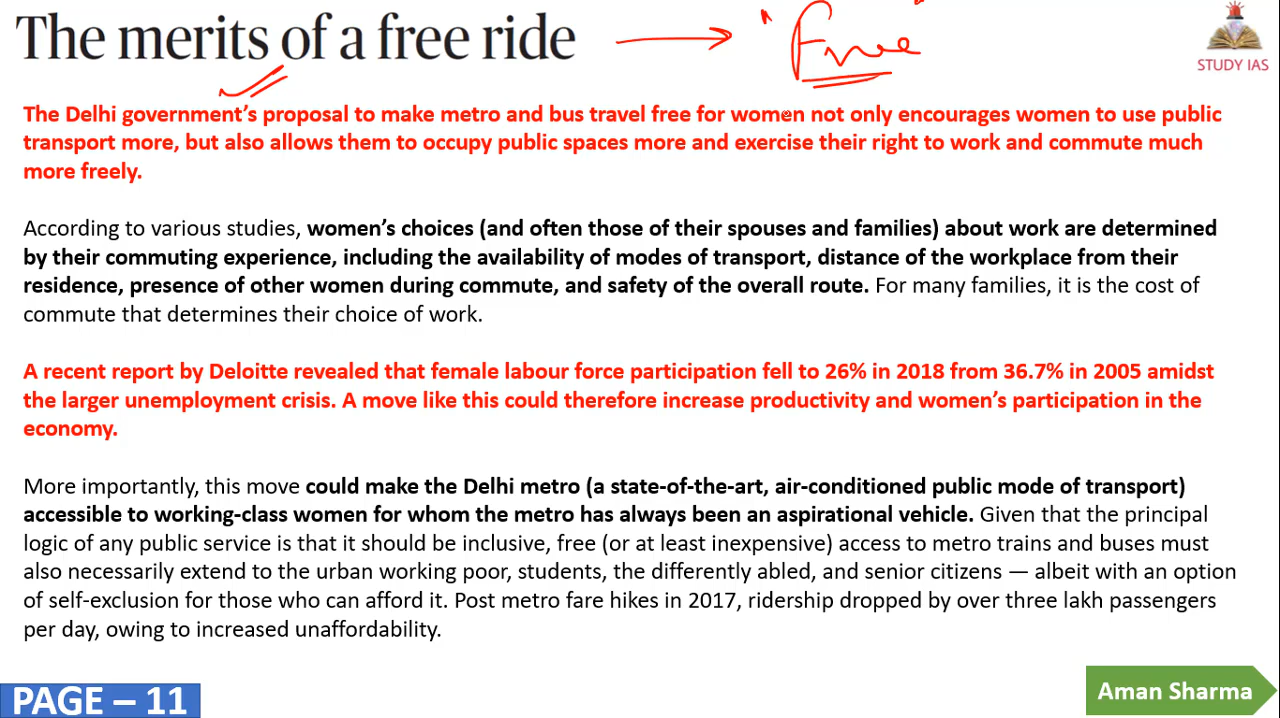 The merits of a free ride
"Free"
STUDY IAS
The Delhi government's proposal to make metro and bus travel free for women not only encourages women to use public
transport more, but also allows them to occupy public spaces more and exercise their right to work and commute much
more freely.
According to various studies, women's choices (and often those of their spouses and families) about work are determined
by their commuting experience, including the availability of modes of transport, distance of the workplace from their
residence, presence of other women during commute, and safety of the overall route. For many families, it is the cost of
commute that determines their choice of work.
A recent report by Deloitte revealed that female labour force participation fell to 26% in 2018 from 36.7% in 2005 amidst
the larger unemployment crisis. A move like this could therefore increase productivity and women's participation in the
economy.
More importantly, this move could make the Delhi metro (a state-of-the-art, air-conditioned public mode of transport)
accessible to working-class women for whom the metro has always been an aspirational vehicle. Given that the principal
logic of any public service is that it should be inclusive, free (or at least inexpensive) access to metro trains and buses must
also necessarily extend to the urban working poor, students, the differently abled, and senior citizens — albeit with an option
of self-exclusion for those who can afford it. Post metro fare hikes in 2017, ridership dropped by over three lakh passengers
per day, owing to increased unaffordability.
PAGE – 11
Aman Sharma